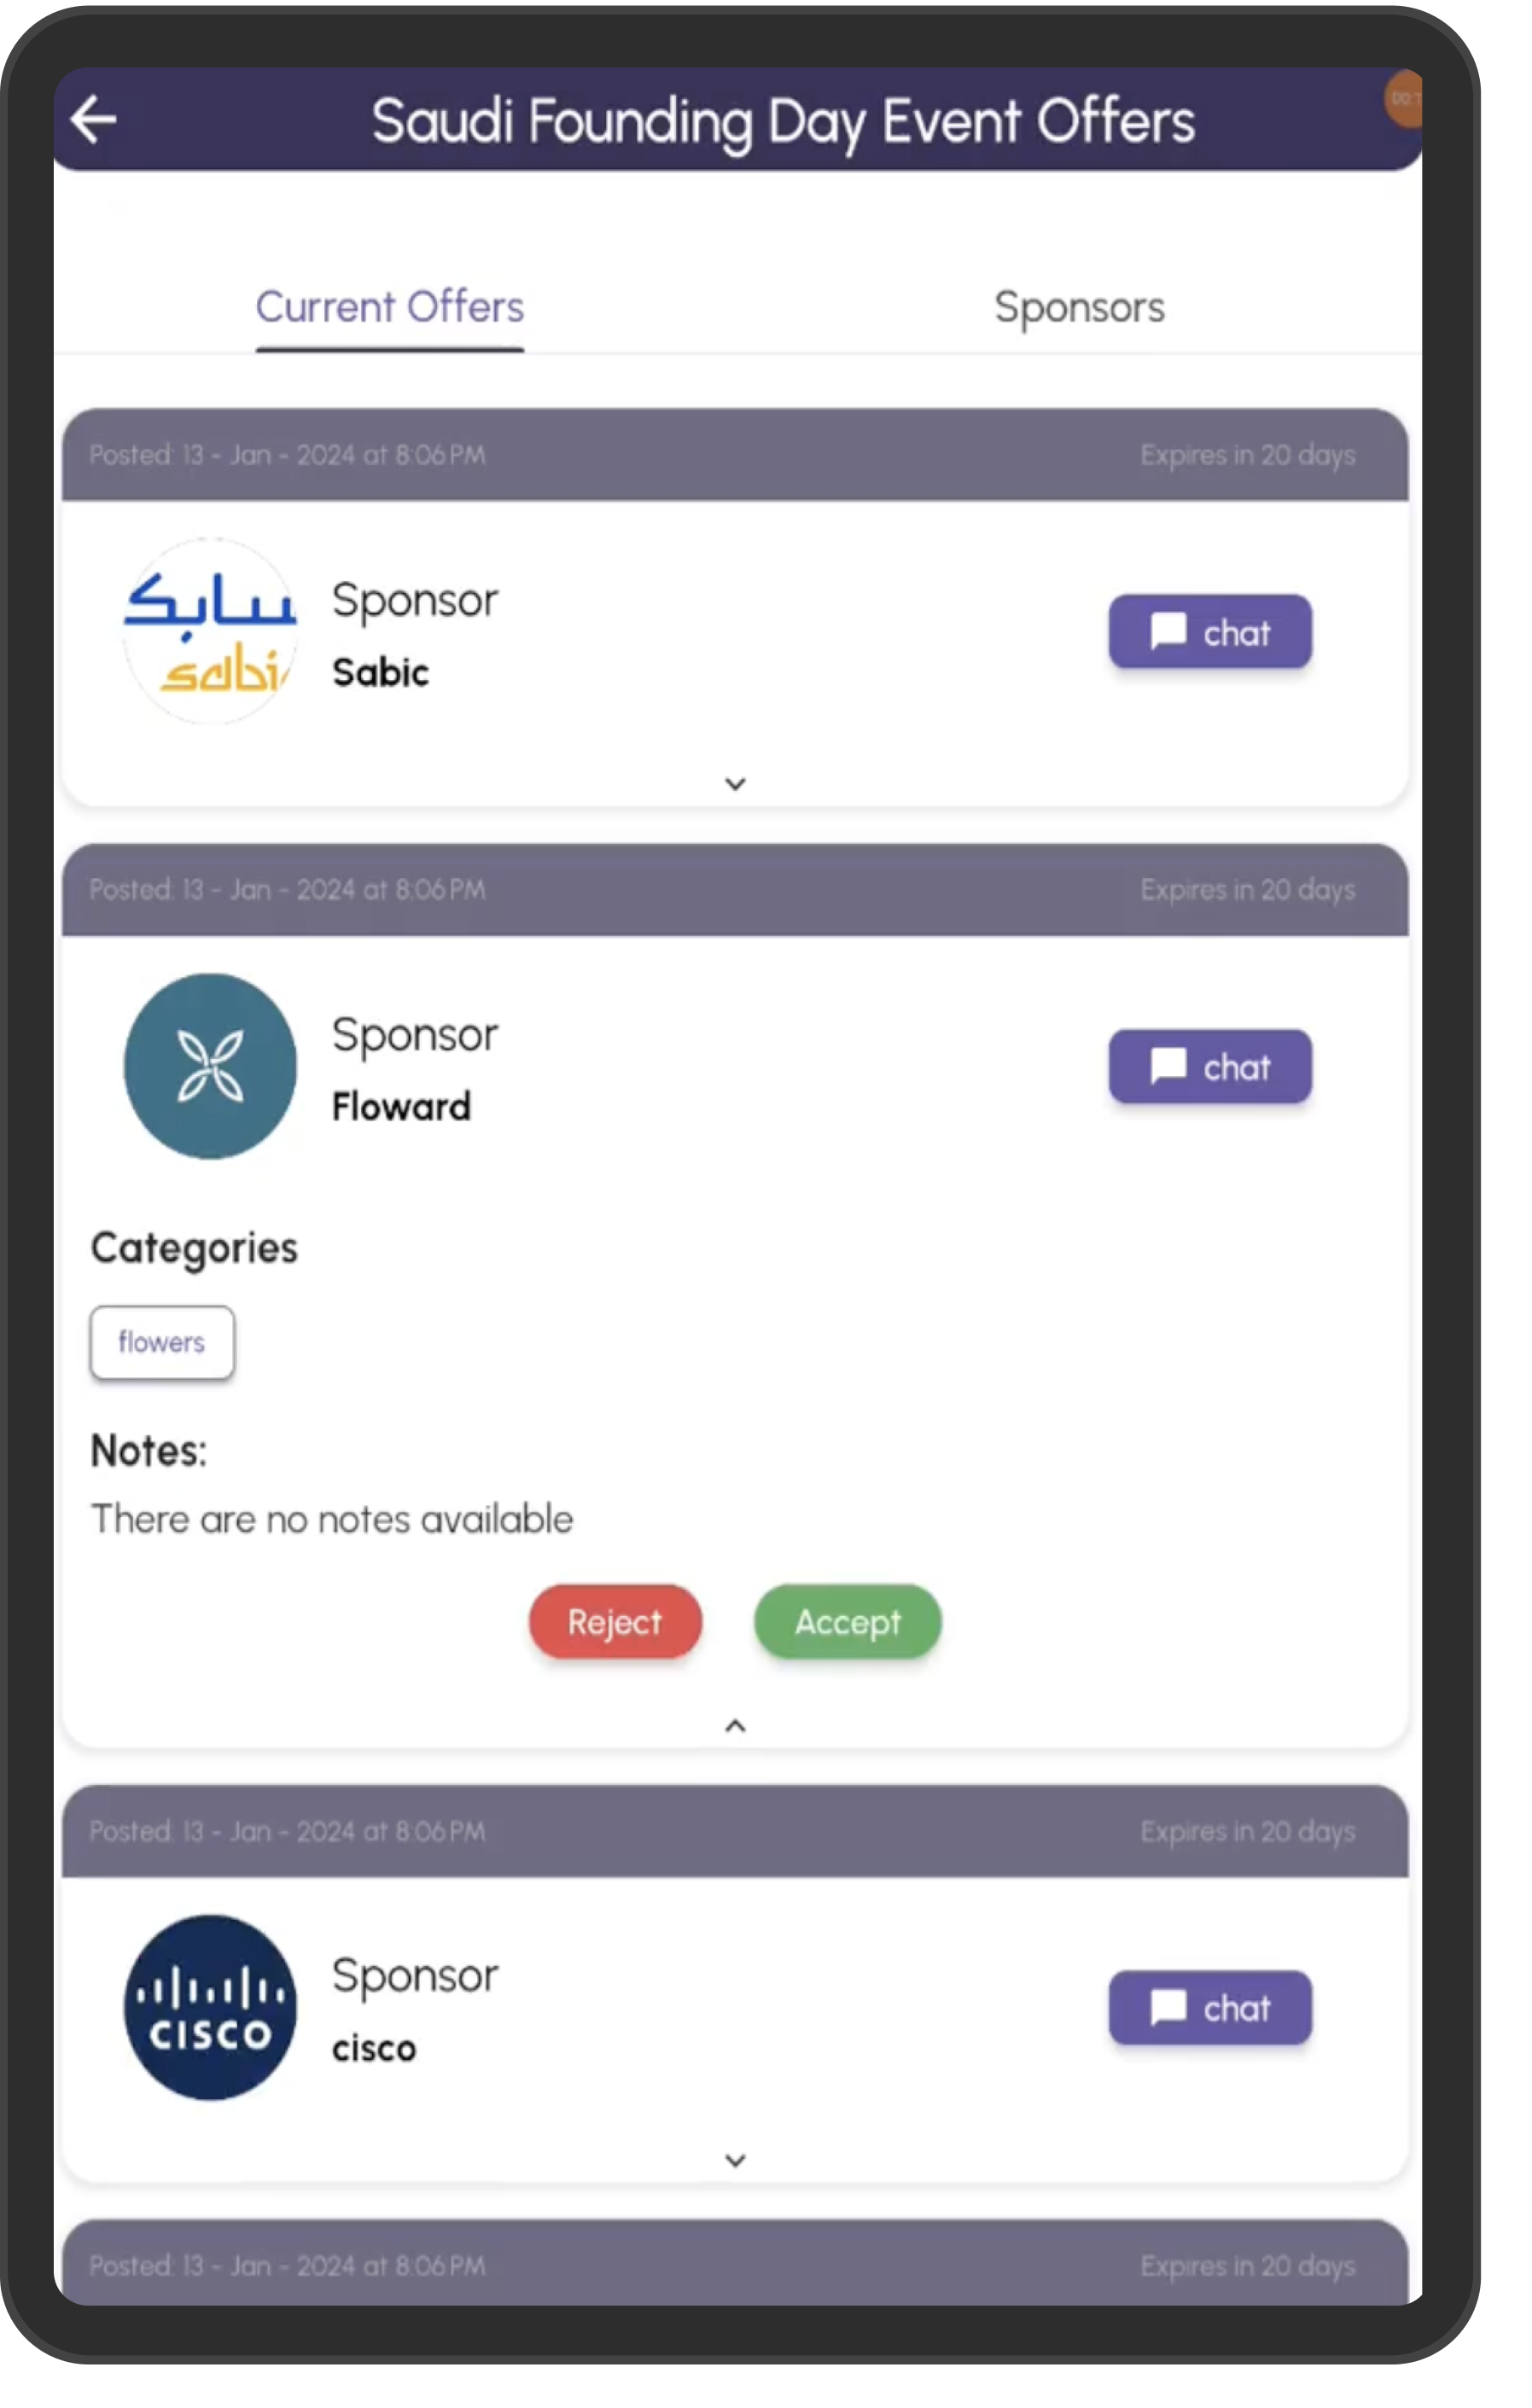 Saudi Founding Day Event Offers
00:1
Current Offers
Sponsors
Posted: 13 - Jan - 2024 at 8:06 PM
Expires in 20 days
سابك
sabi
Sponsor
Sabic
chat
Posted: 13 - Jan - 2024 at 8:06 PM
Expires in 20 days
Sponsor
Floward
chat
Categories
flowers
Notes:
There are no notes available
Reject
Accept
Posted: 13 - Jan - 2024 at 8:06 PM
Expires in 20 days
CISCO
Sponsor
cisco
chat
Posted: 13 - Jan - 2024 at 8:06 PM
Expires in 20 days